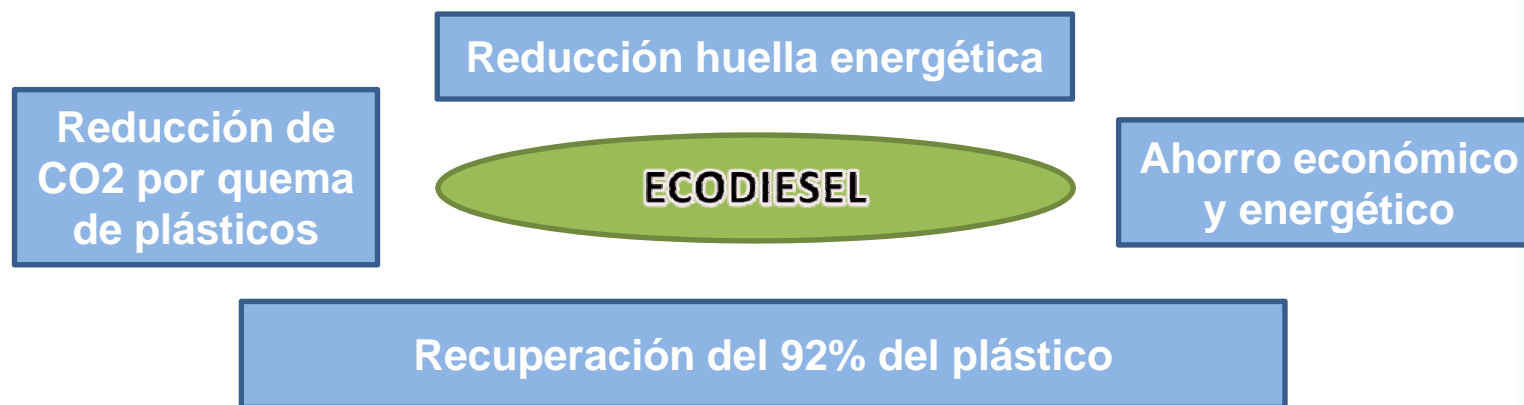 Reducción huella energética
Reducción de
CO2 por quema
de plásticos
ECODIESEL
Ahorro económico
y energético
Recuperación del 92% del plástico